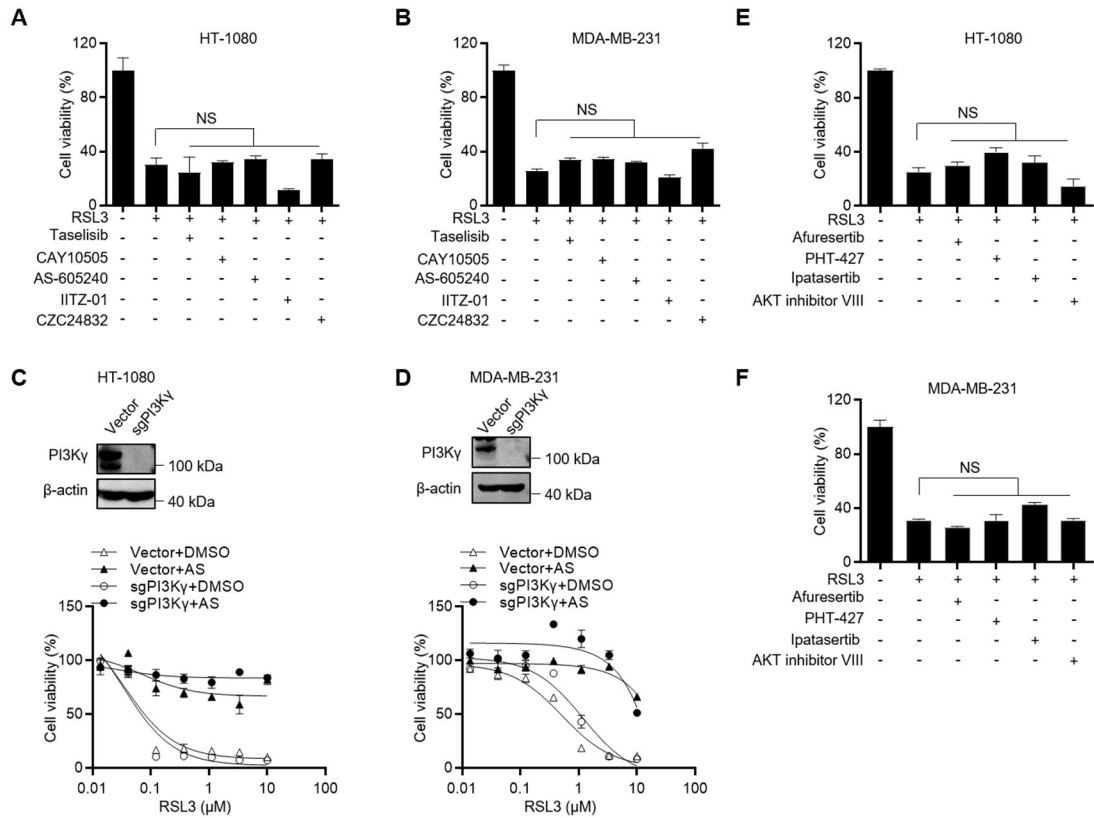 A
HT-1080
Cell viability (%)
120
80
40
0
NS
RSL3 - + + + + + +
Taselisib - - + - - - -
CAY10505 - - - + - - -
AS-605240 - - - - + - -
IITZ-01 - - - - - + -
CZC24832 - - - - - - +
B
MDA-MB-231
Cell viability (%)
120
80
40
0
NS
RSL3 - + + + + + +
Taselisib - - + - - - -
CAY10505 - - - + - - -
AS-605240 - - - - + - -
IITZ-01 - - - - - + -
CZC24832 - - - - - - +
E
HT-1080
Cell viability (%)
120
80
40
0
NS
RSL3 - + + + + +
Afuresertib - - + - - -
PHT-427 - - - + - -
Ipatasertib - - - - + -
AKT inhibitor VIII - - - - - +
C
HT-1080
Vector
sgPI3Kγ
PI3Kγ
100 kDa
β-actin
40 kDa
Vector+DMSO
Vector+AS
sgPI3Kγ+DMSO
sgPI3Kγ+AS
Cell viability (%)
150
100
50
0
0.01 0.1 1 10 100
RSL3 (μM)
D
MDA-MB-231
Vector
sgPI3Kγ
PI3Kγ
100 kDa
β-actin
40 kDa
Vector+DMSO
Vector+AS
sgPI3Kγ+DMSO
sgPI3Kγ+AS
Cell viability (%)
150
100
50
0
0.01 0.1 1 10 100
RSL3 (μM)
F
MDA-MB-231
Cell viability (%)
120
80
40
0
NS
RSL3 - + + + + +
Afuresertib - - + - - -
PHT-427 - - - + - -
Ipatasertib - - - - + -
AKT inhibitor VIII - - - - - +